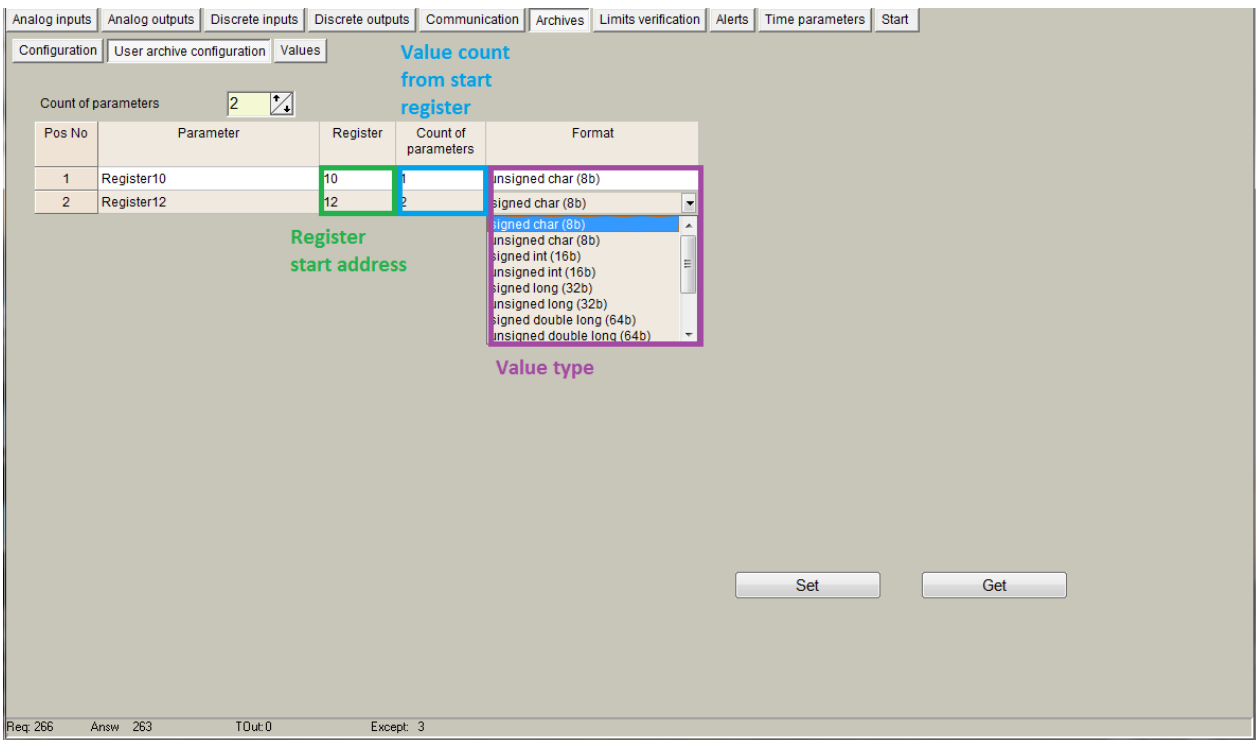 Analog inputs Analog outputs Discrete inputs Discrete outputs Communication Archives Limits verification Alerts Time parameters Start
Configuration User archive configuration Values
Value count
from start
register
Count of parameters 2
Pos No Parameter Register Count of parameters Format
1 Register10 10 1 unsigned char (8b)
2 Register12 12 2 signed char (8b)
signed char (8b)
unsigned char (8b)
signed int (16b)
unsigned int (16b)
signed long (32b)
unsigned long (32b)
signed double long (64b)
unsigned double long (64b)
Register
start address
Value type
Set Get
Req: 266 Answ 263 TOut:0 Except: 3